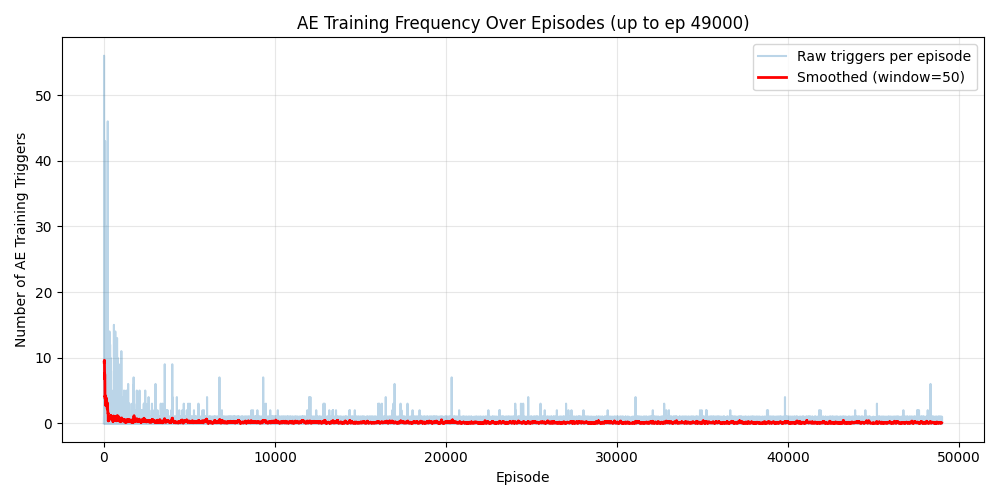 AE Training Frequency Over Episodes (up to ep 49000)
Raw triggers per episode
Smoothed (window=50)
Number of AE Training Triggers
50
40
30
20
10
0
0 10000 20000 30000 40000 50000
Episode